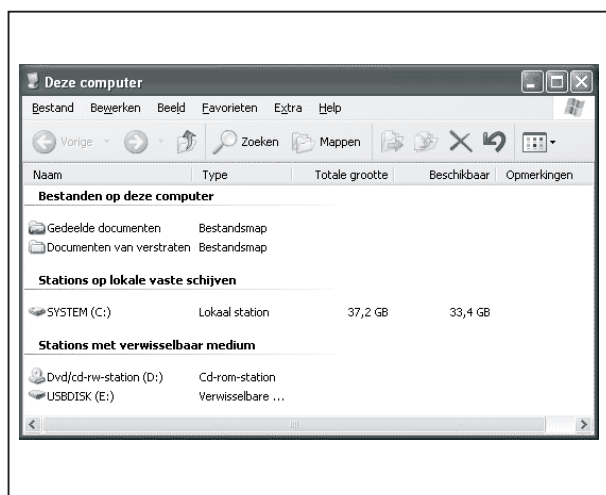 Deze computer
Bestand Bewerken Beeld Favorieten Extra Help
Vorige Zoeken Mappen
Naam Type Totale grootte Beschikbaar Opmerkingen
Bestanden op deze computer
Gedeelde documenten Bestandsmap
Documenten van verstraten Bestandsmap
Stations op lokale vaste schijven
SYSTEM (C:) Lokaal station 37,2 GB 33,4 GB
Stations met verwisselbaar medium
Dvd/cd-rw-station (D:) Cd-rom-station
USBDISK (E:) Verwisselbare ...